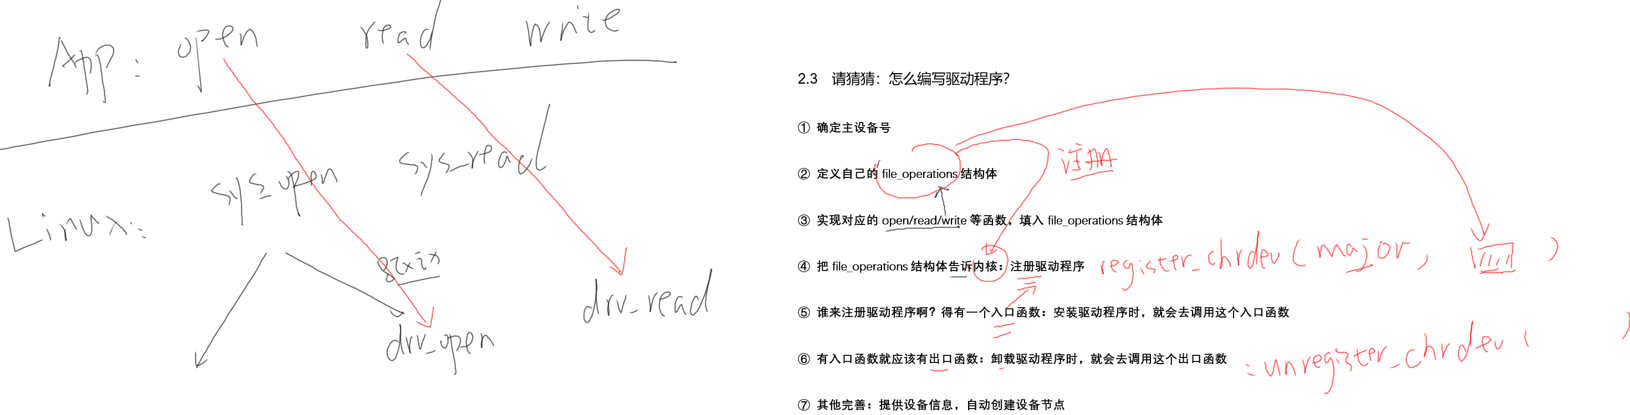 App: open read write
sys_open sys_read
Linux:
drv_open drv_read
2.3 请猜猜：怎么编写驱动程序？
① 确定主设备号
② 定义自己的 file_operations 结构体
注册
③ 实现对应的 open/read/write 等函数，填入 file_operations 结构体
④ 把 file_operations 结构体告诉内核：注册驱动程序 register_chrdev(major, )
⑤ 谁来注册驱动程序啊？得有一个入口函数：安装驱动程序时，就会去调用这个入口函数
⑥ 有入口函数就应该有出口函数：卸载驱动程序时，就会去调用这个出口函数 : unregister_chrdev( )
⑦ 其他完善：提供设备信息，自动创建设备节点